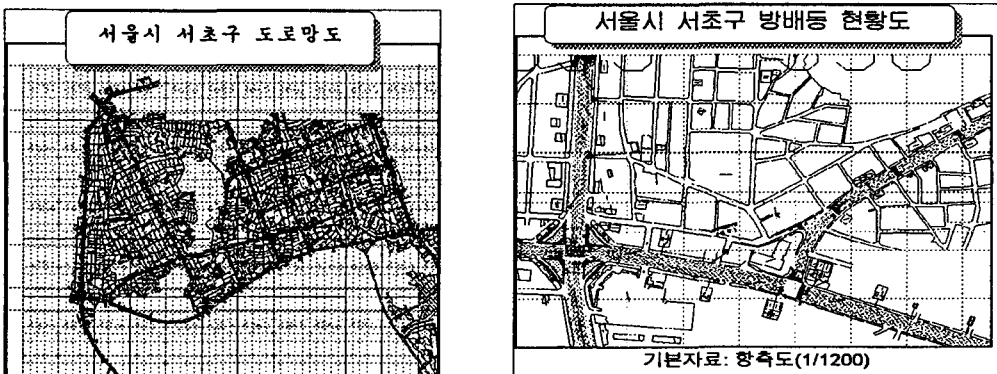 서울시 서초구 도로망도
서울시 서초구 방배동 현황도
기본자료: 항측도(1/1200)